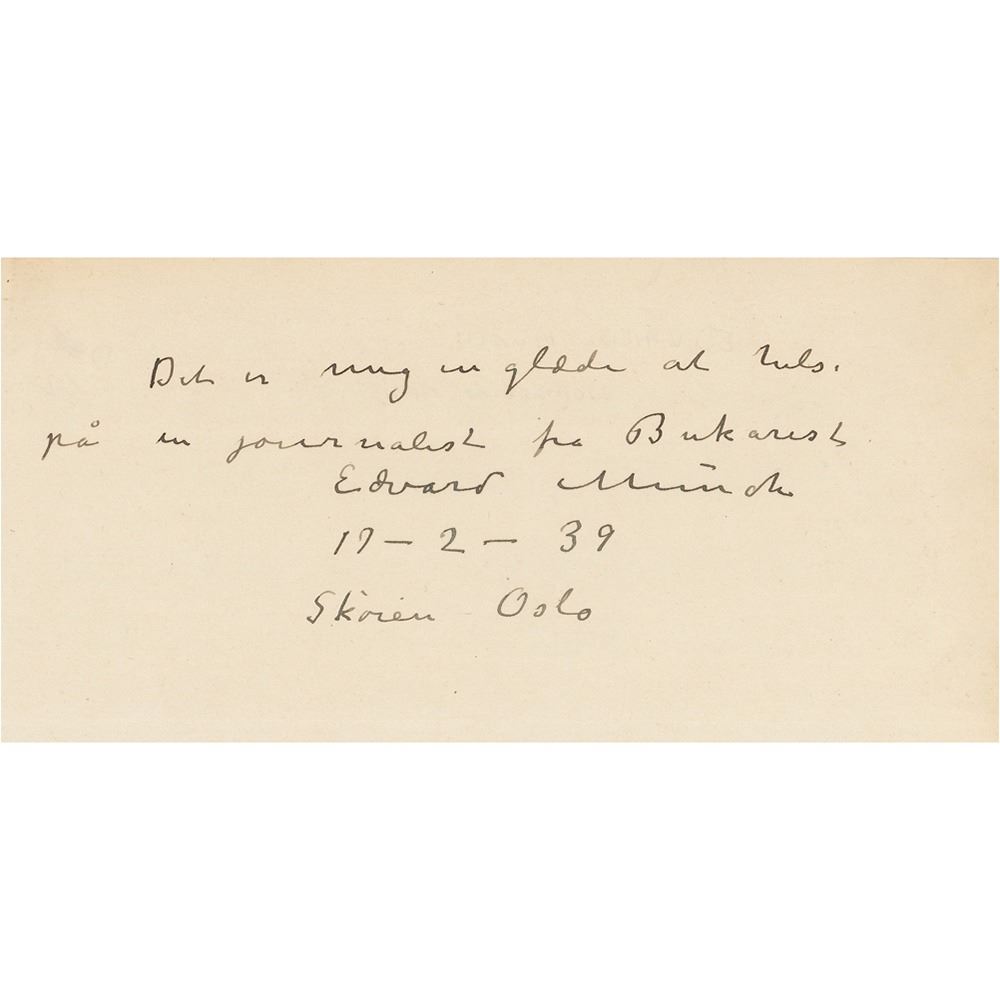 Det er mig en glæde at hilse
på en journalist fra Bukarest
Edvard Munch
17 – 2 – 39
Skøien Oslo